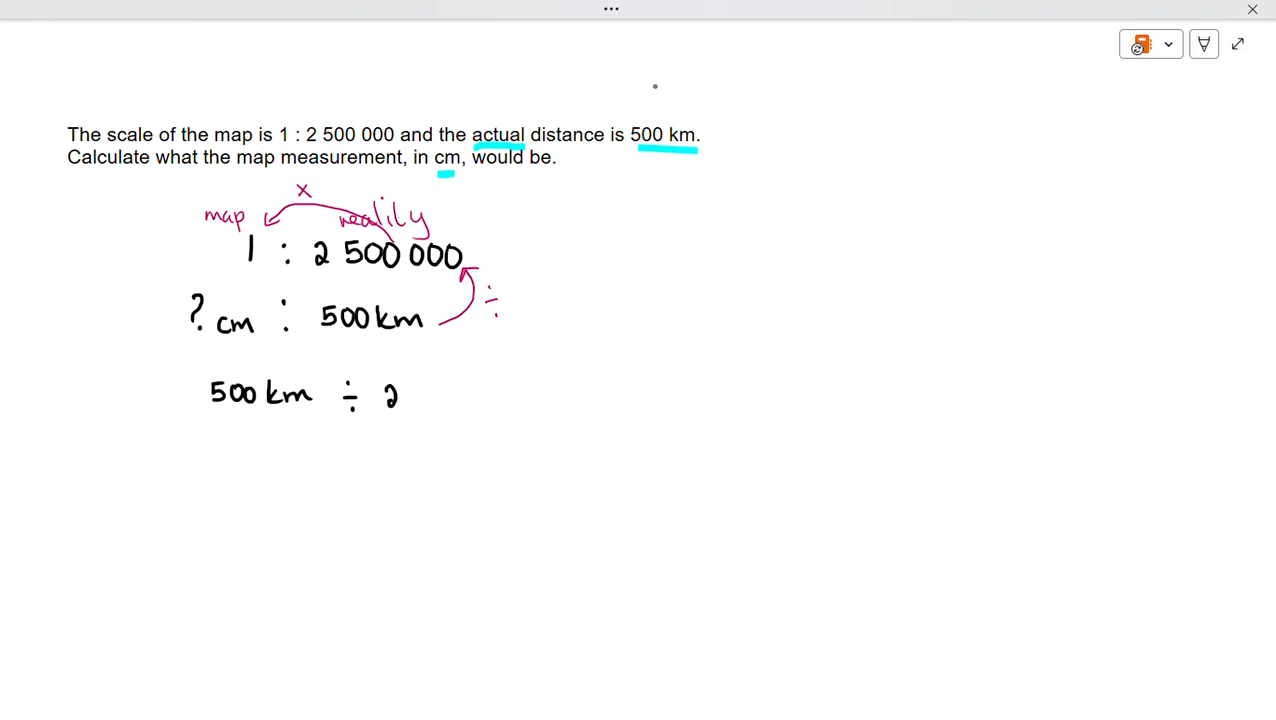 The scale of the map is 1 : 2 500 000 and the actual distance is 500 km.
Calculate what the map measurement, in cm, would be.
x
map reality
1 : 2 500 000
÷
? cm : 500 km
500 km ÷ 2